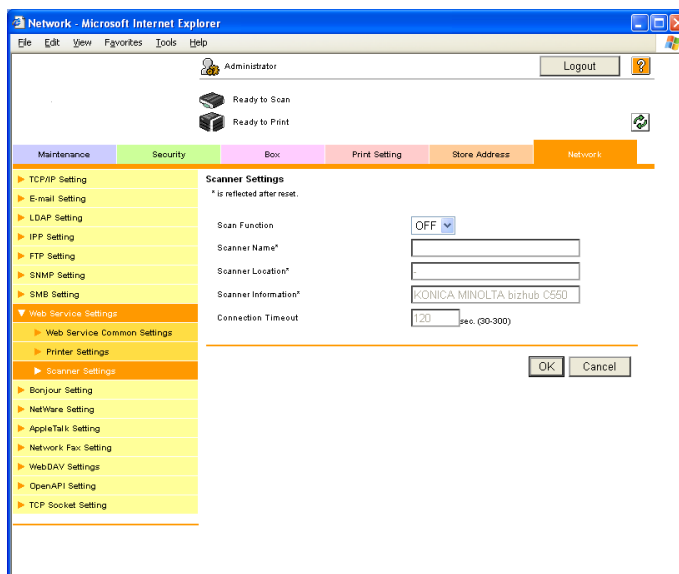 Network - Microsoft Internet Explorer
File Edit View Favorites Tools Help
Administrator
Logout
?
Ready to Scan
Ready to Print
Maintenance Security Box Print Setting Store Address Network
TCP/IP Setting
E-mail Setting
LDAP Setting
IPP Setting
FTP Setting
SNMP Setting
SMB Setting
Web Service Settings
Web Service Common Settings
Printer Settings
Scanner Settings
Bonjour Setting
NetWare Setting
AppleTalk Setting
Network Fax Setting
WebDAV Settings
OpenAPI Setting
TCP Socket Setting
Scanner Settings
* is reflected after reset.
Scan Function OFF
Scanner Name*
Scanner Location* -
Scanner Information* KONICA MINOLTA bizhub C550
Connection Timeout 120 sec. (30-300)
OK Cancel